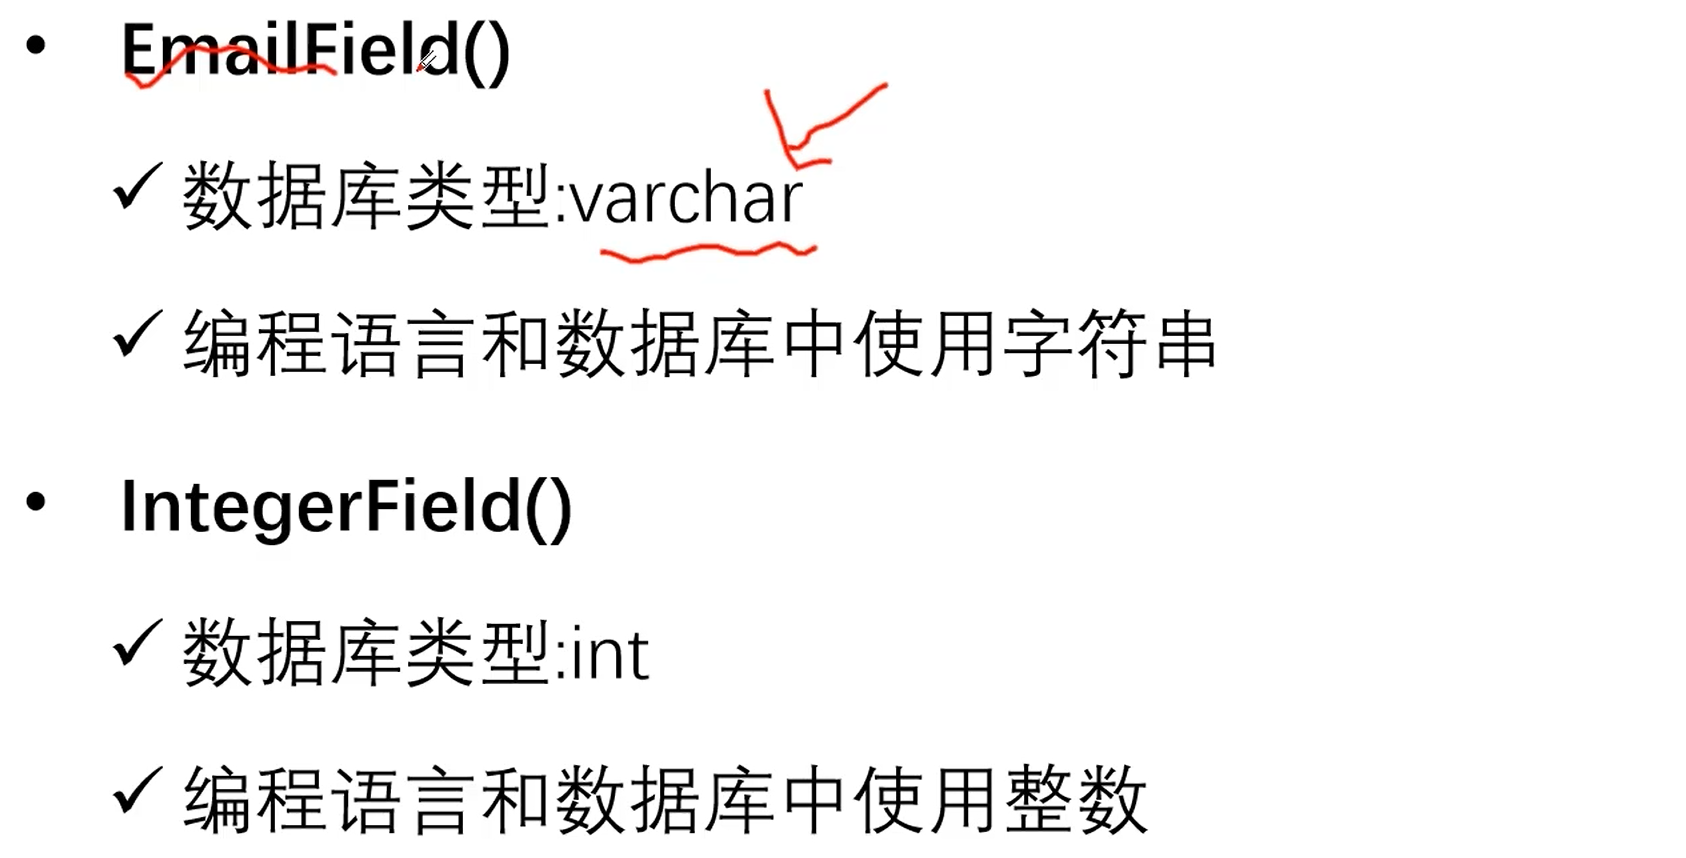 • EmailField()
✓ 数据库类型:varchar
✓ 编程语言和数据库中使用字符串
• IntegerField()
✓ 数据库类型:int
✓ 编程语言和数据库中使用整数